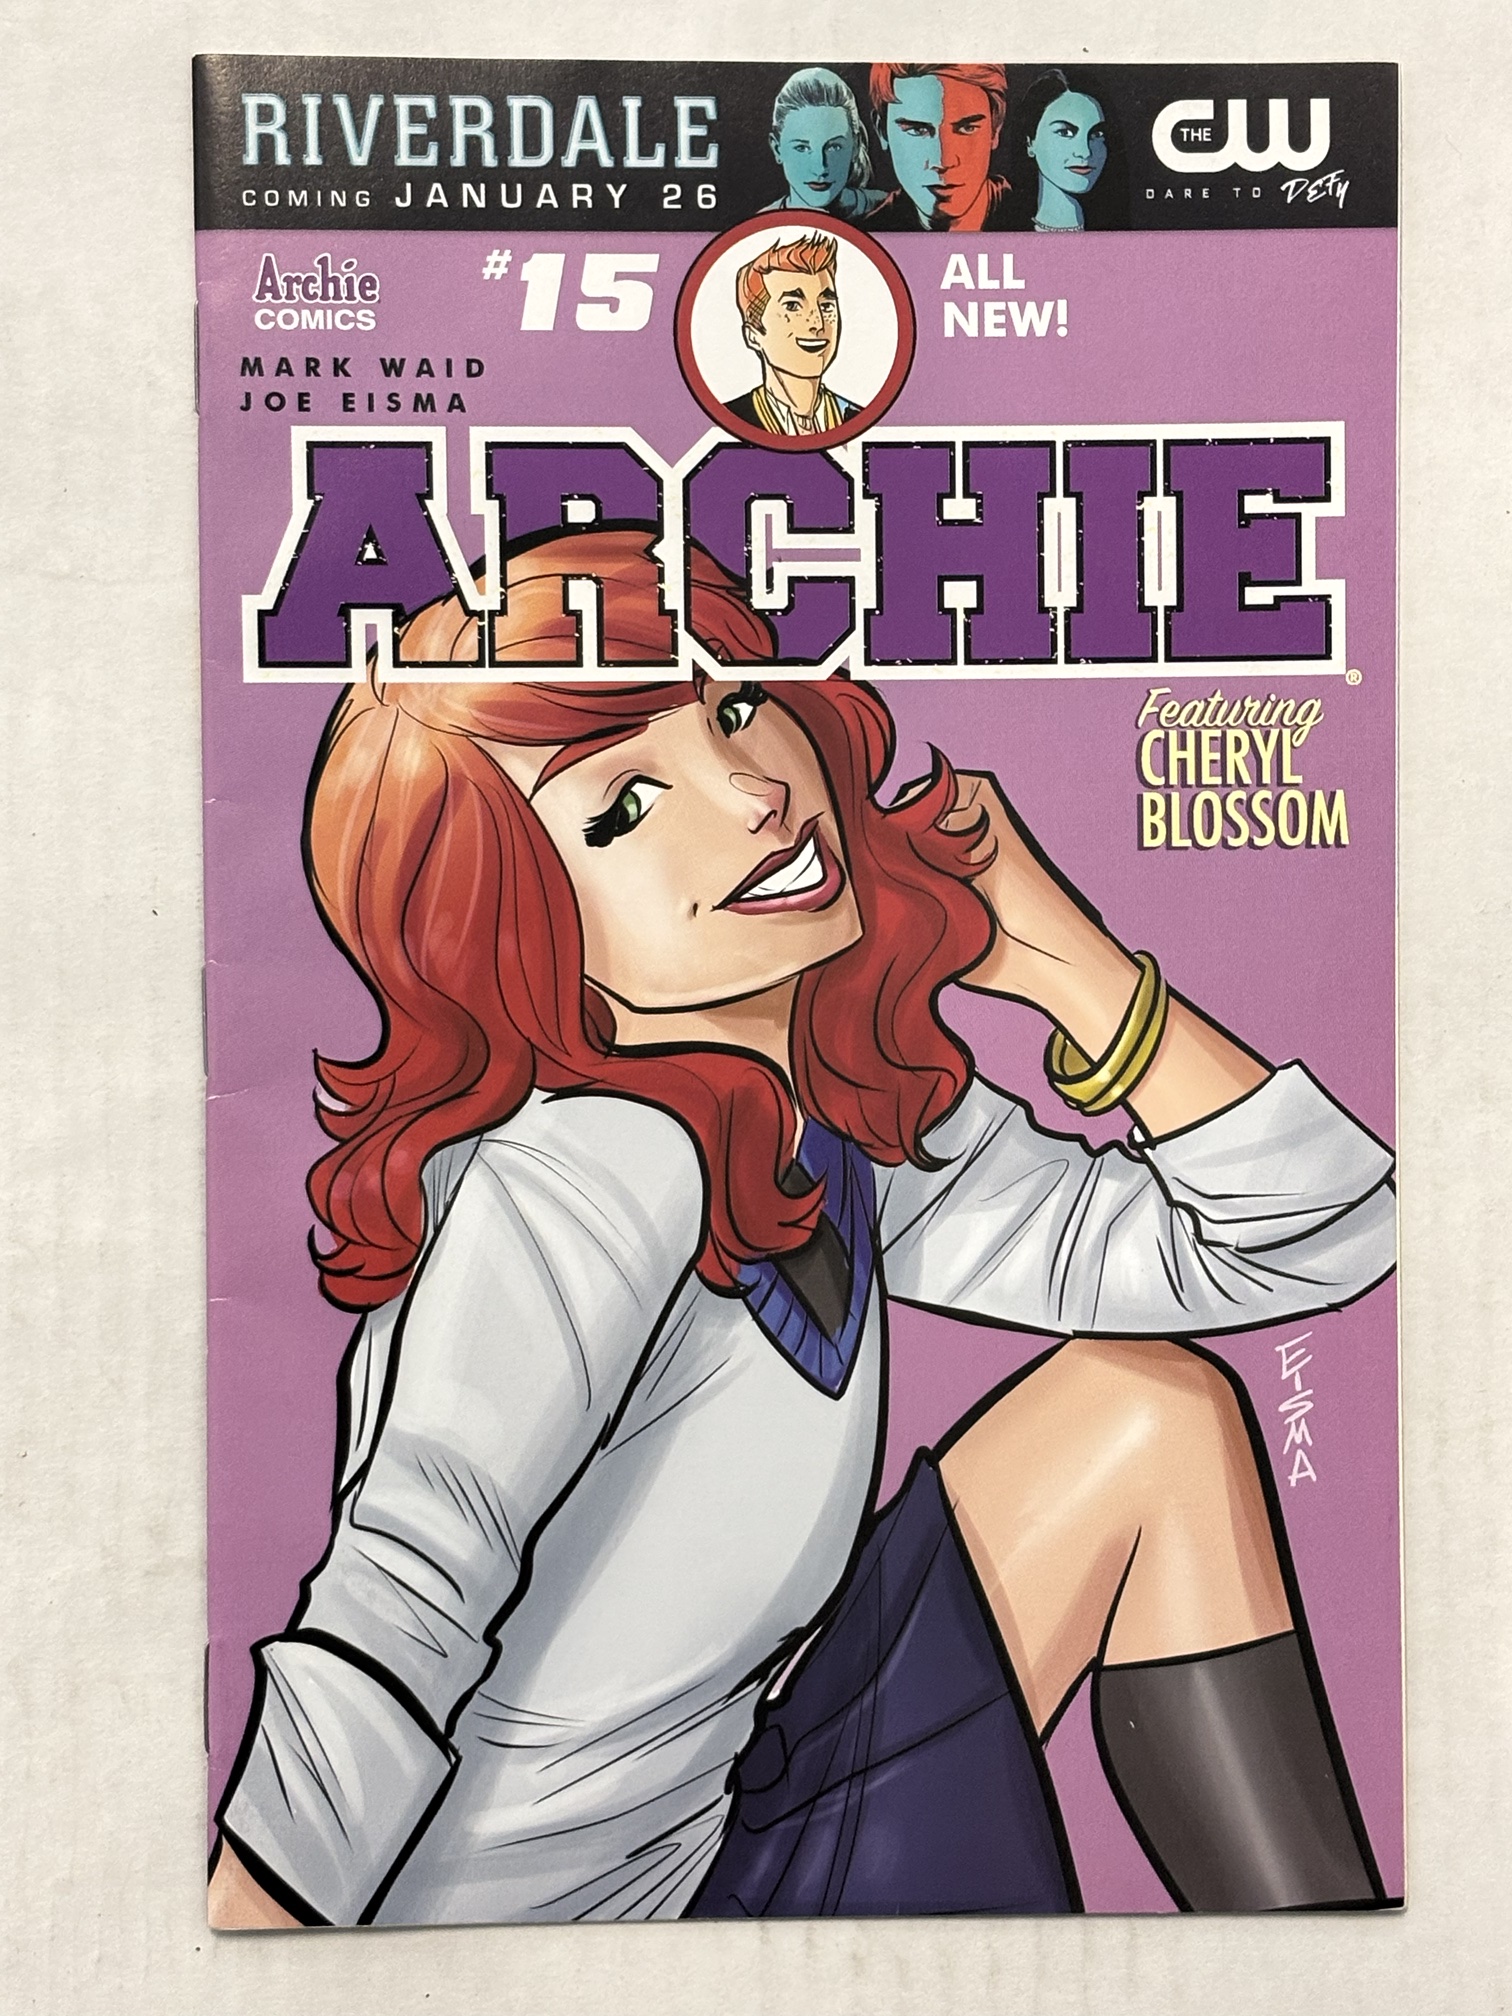 RIVERDALE
COMING JANUARY 26
THE CW
DARE TO DEFY
Archie
COMICS
#15
ALL
NEW!
MARK WAID
JOE EISMA
ARCHIE®
Featuring
CHERYL
BLOSSOM
EISMA